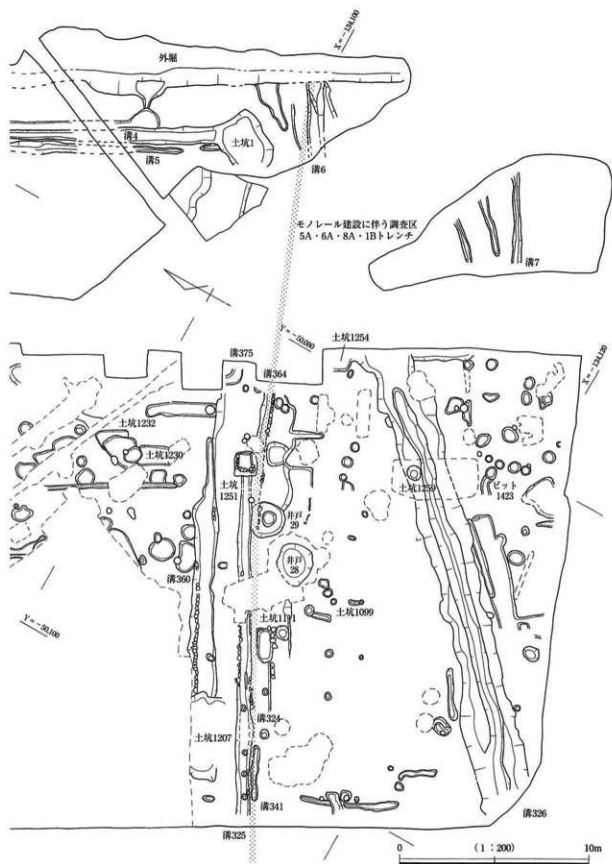 X=-134,100
外堀
溝4
溝5
土坑1
溝6
モノレール建設に伴う調査区
5A・6A・8A・1Bトレンチ
溝7
Y=-50,080
土坑1254
X=-134,120
溝375
溝364
土坑1232
土坑1230
土坑
1251
土坑1259
ピット
1423
井戸
29
井戸
28
溝360
Y=-50,100
土坑1099
土坑1191
溝324
土坑1207
溝341
溝326
溝325
0
(1:200)
10m